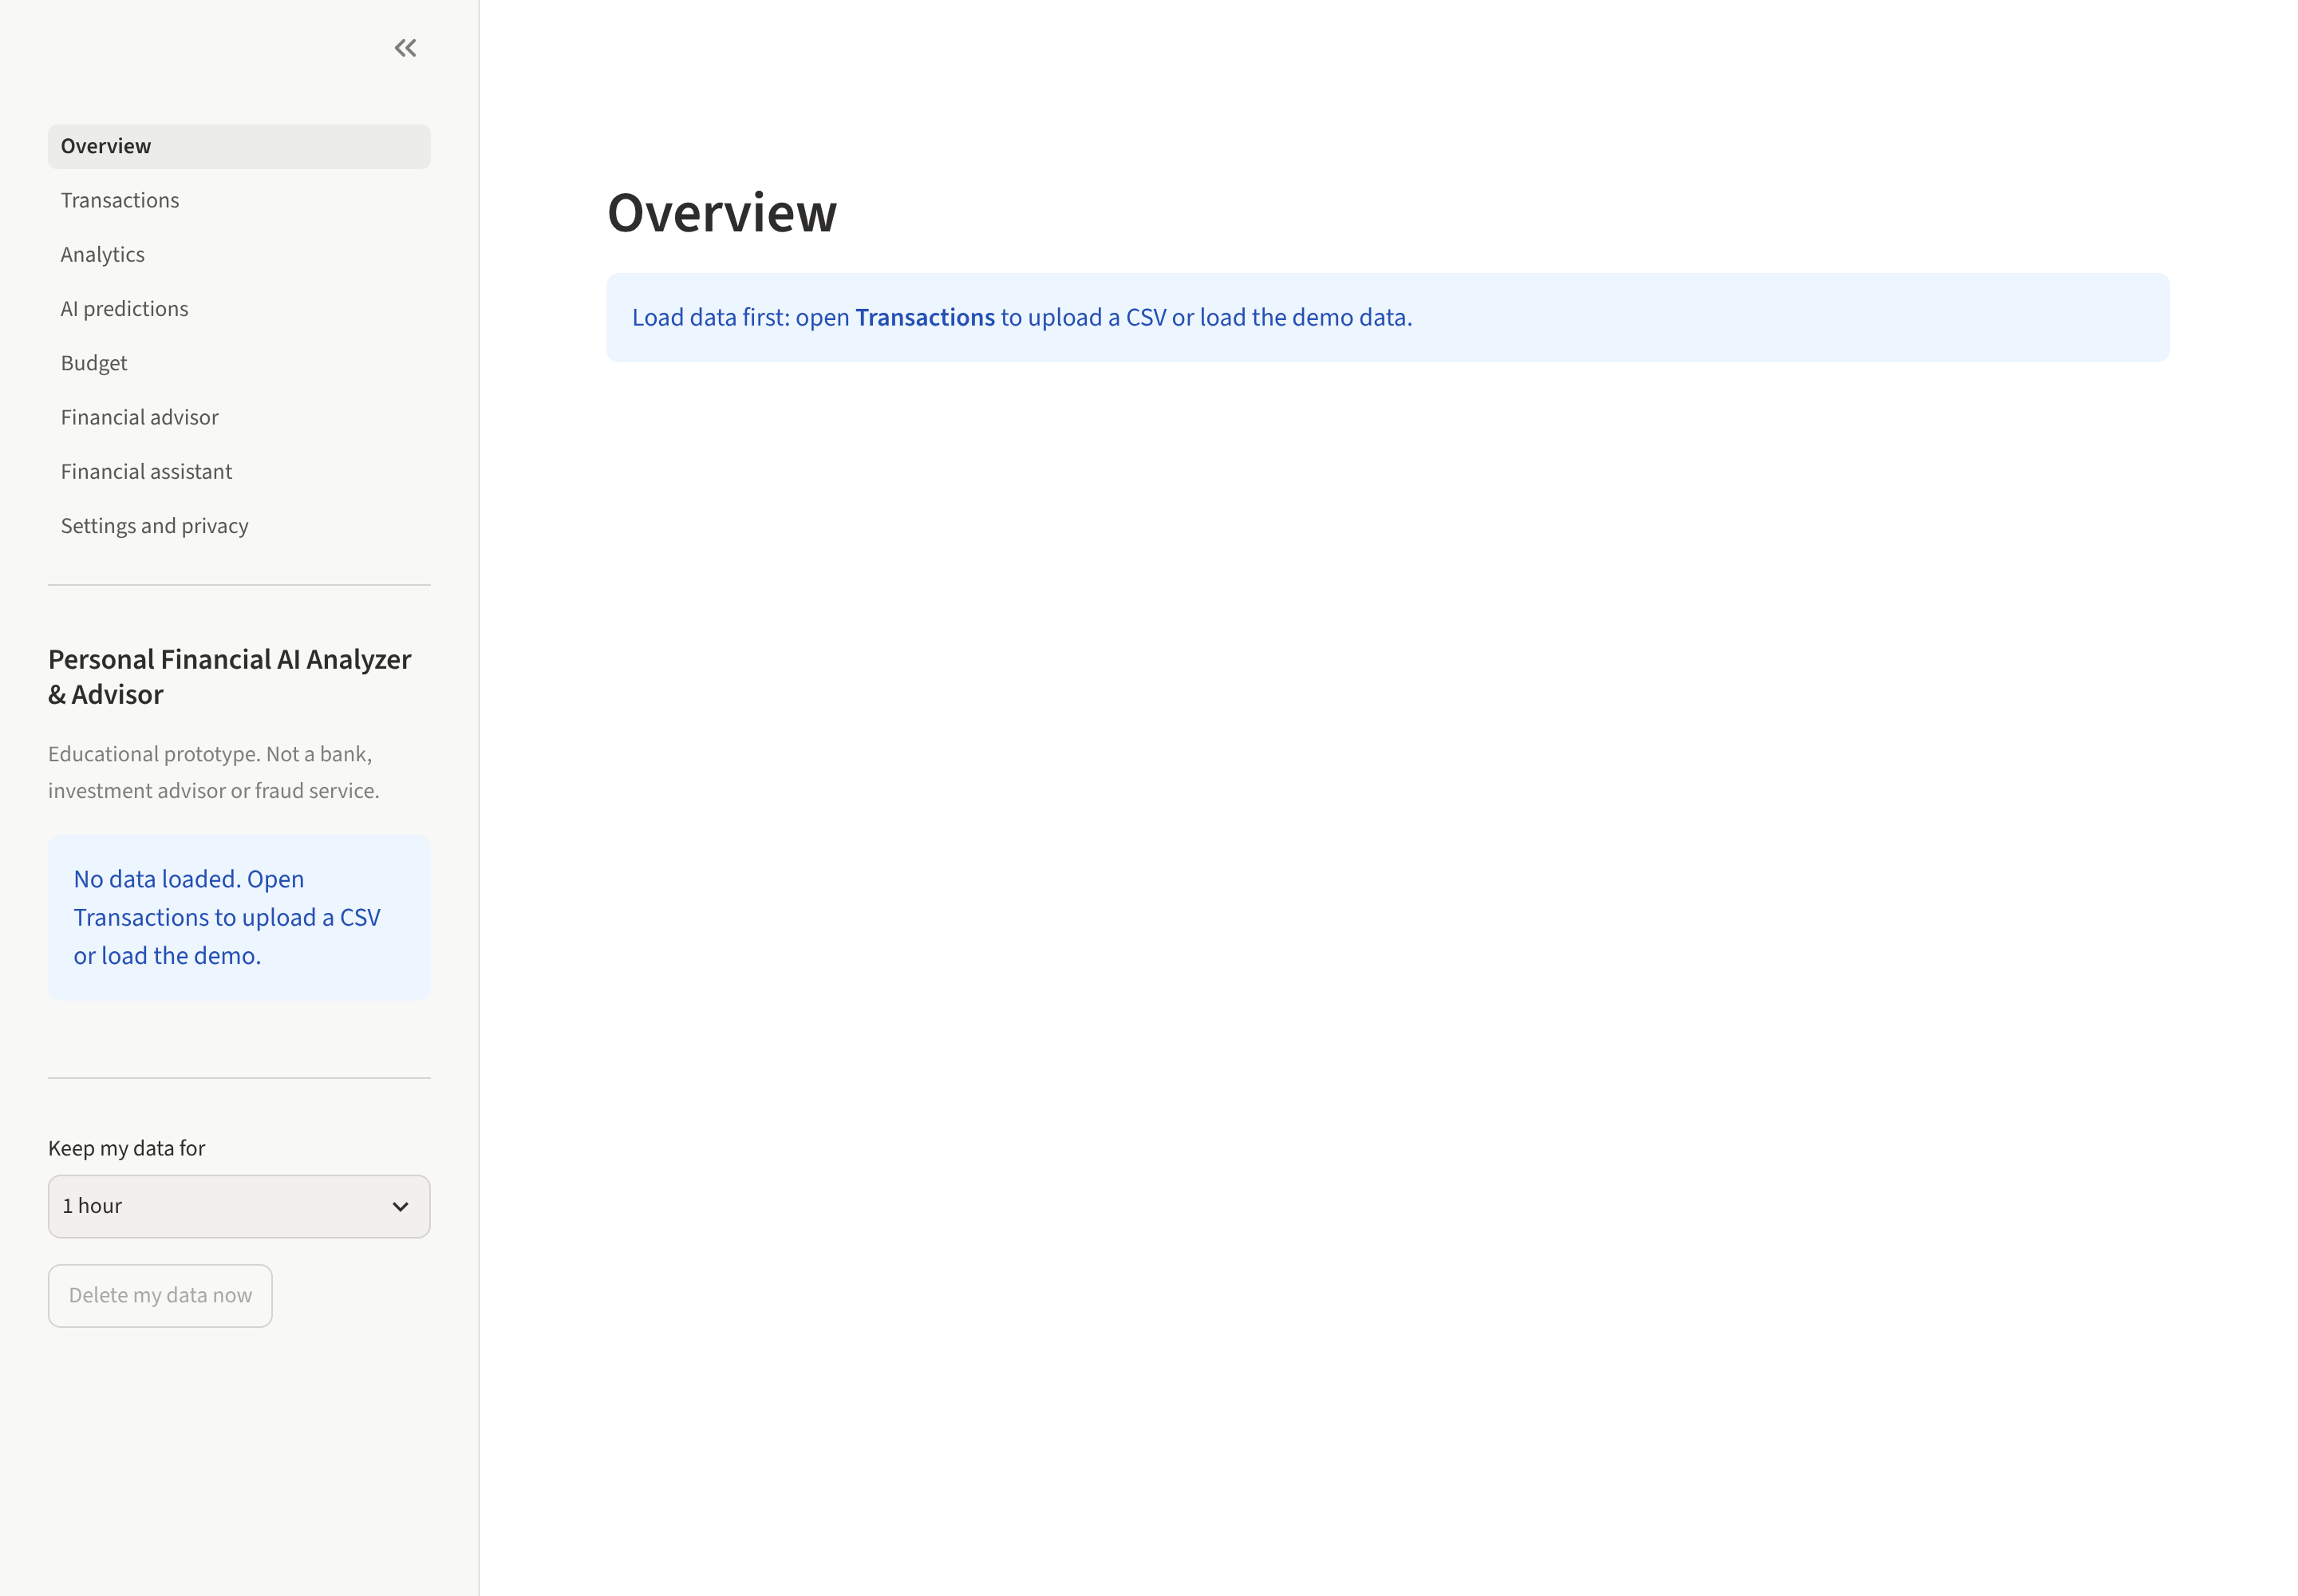 Overview
Transactions
Analytics
AI predictions
Budget
Financial advisor
Financial assistant
Settings and privacy
Personal Financial AI Analyzer
& Advisor
Educational prototype. Not a bank,
investment advisor or fraud service.
No data loaded. Open
Transactions to upload a CSV
or load the demo.
Keep my data for
1 hour
Delete my data now
Overview
Load data first: open Transactions to upload a CSV or load the demo data.